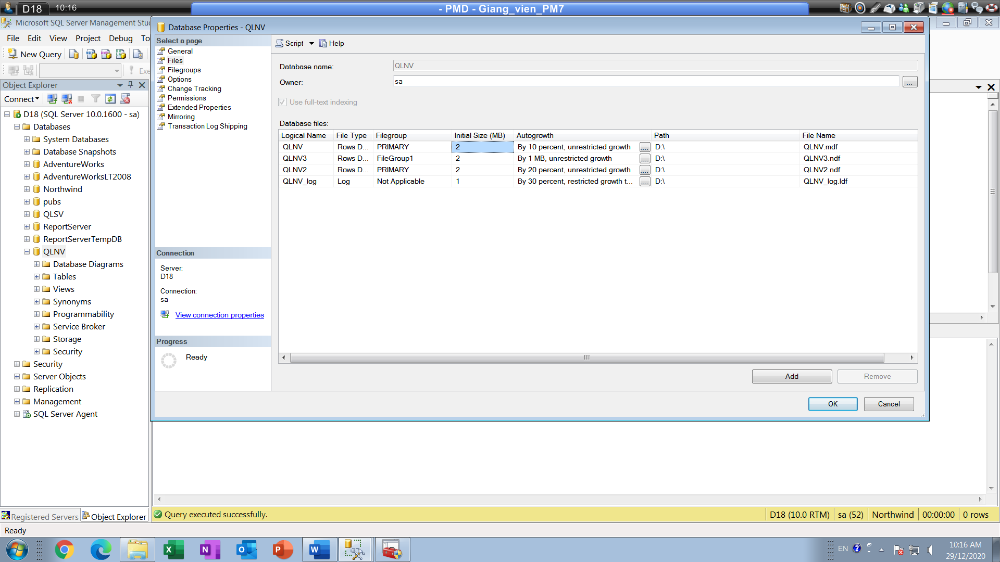 D18
10:16
- PMD - Giang_vien_PM7
Microsoft SQL Server Management Stu
File Edit View Project Debug To
New Query
Exe
Object Explorer
Connect
D18 (SQL Server 10.0.1600 - sa)
Databases
System Databases
Database Snapshots
AdventureWorks
AdventureWorksLT2008
Northwind
pubs
QLSV
ReportServer
ReportServerTempDB
QLNV
Database Diagrams
Tables
Views
Synonyms
Programmability
Service Broker
Storage
Security
Security
Server Objects
Replication
Management
SQL Server Agent
Registered Servers
Object Explorer
Database Properties - QLNV
Select a page
General
Files
Filegroups
Options
Change Tracking
Permissions
Extended Properties
Mirroring
Transaction Log Shipping
Connection
Server:
D18
Connection:
sa
View connection properties
Progress
Ready
Script
Help
Database name:
QLNV
Owner:
sa
...
Use full-text indexing
Database files:
Logical Name File Type Filegroup Initial Size (MB) Autogrowth Path File Name
QLNV Rows D... PRIMARY 2 By 10 percent, unrestricted growth ... D:\ QLNV.mdf
QLNV3 Rows D... FileGroup1 2 By 1 MB, unrestricted growth ... D:\ QLNV3.ndf
QLNV2 Rows D... PRIMARY 2 By 20 percent, unrestricted growth ... D:\ QLNV2.ndf
QLNV_log Log Not Applicable 1 By 30 percent, restricted growth t... ... D:\ QLNV_log.ldf
Add
Remove
OK
Cancel
Query executed successfully.
D18 (10.0 RTM)
sa (52)
Northwind
00:00:00
0 rows
Ready
EN
10:16 AM
29/12/2020